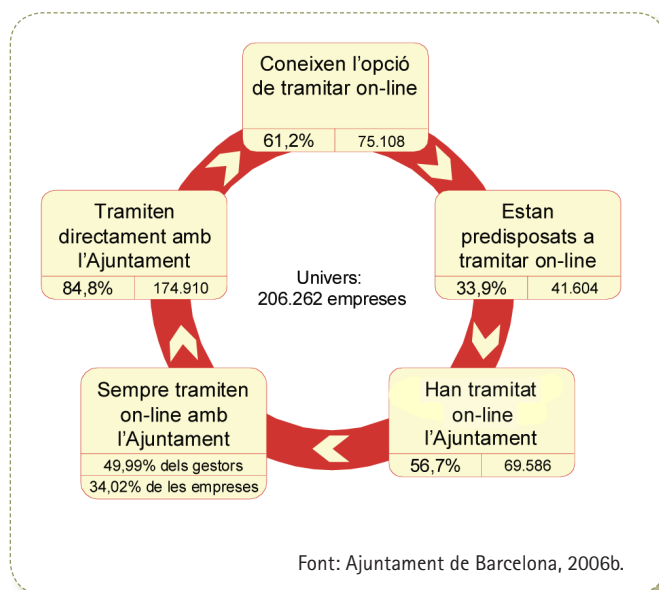 Coneixen l'opció
de tramitar on-line
61,2% 75.108
Tramiten
directament amb
l'Ajuntament
84,8% 174.910
Estan
predisposats a
tramitar on-line
33,9% 41.604
Univers:
206.262 empreses
Sempre tramiten
on-line amb
l'Ajuntament
49,99% dels gestors
34,02% de les empreses
Han tramitat
on-line
l'Ajuntament
56,7% 69.586
Font: Ajuntament de Barcelona, 2006b.